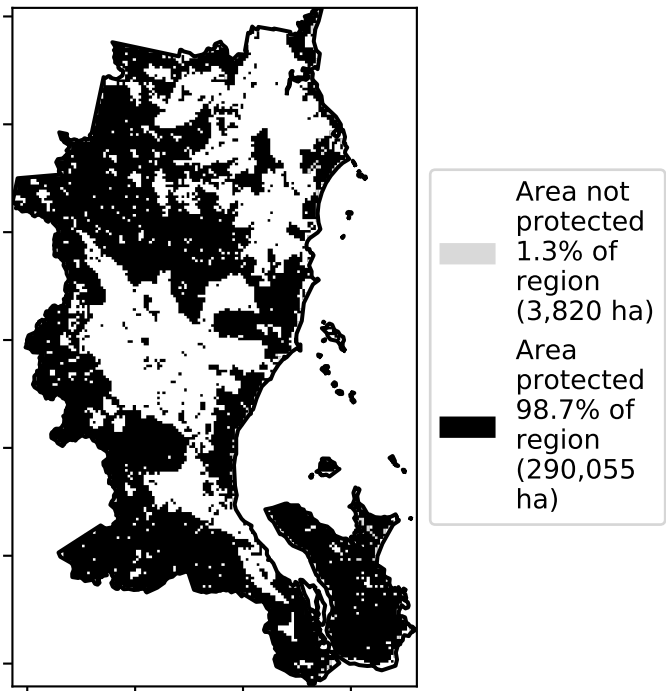 Area not
protected
1.3% of
region
(3,820 ha)
Area
protected
98.7% of
region
(290,055
ha)